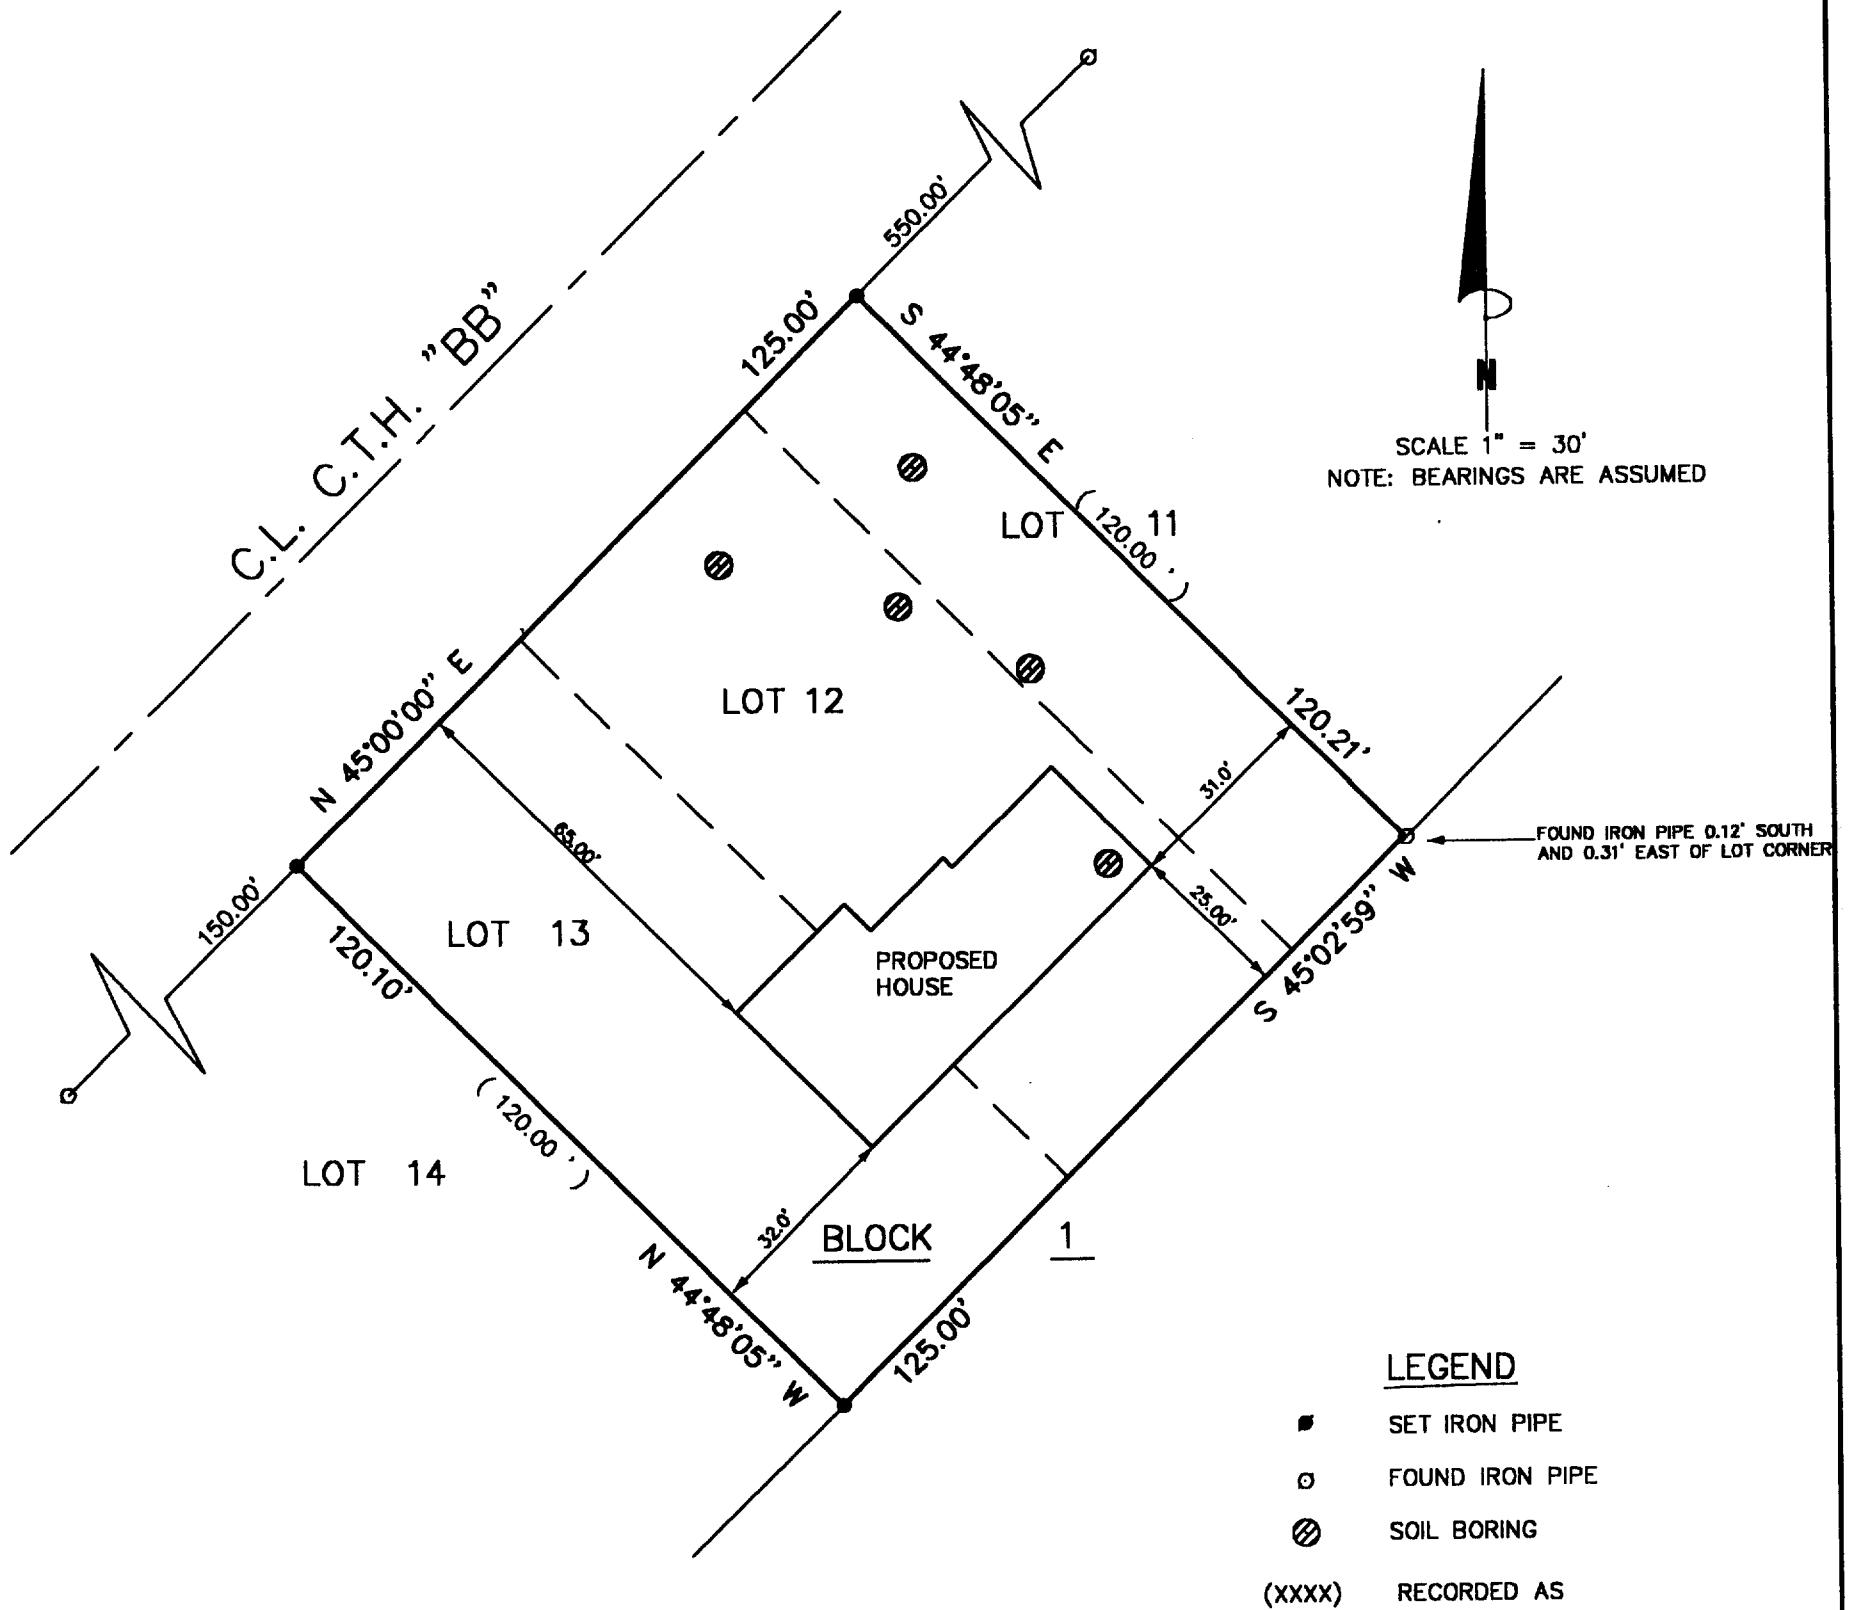 550.00'
125.00'
S 44°48'05" E
C.L. C.T.H. "BB"
N
SCALE 1" = 30'
NOTE: BEARINGS ARE ASSUMED
(120.00 ')
LOT 11
N 45°00'00" E
LOT 12
120.21'
31.0'
FOUND IRON PIPE 0.12' SOUTH
AND 0.31' EAST OF LOT CORNER
65.00'
150.00'
25.00'
S 45°02'59" W
LOT 13
120.10'
PROPOSED
HOUSE
(120.00 ')
LOT 14
32.0'
BLOCK 1
N 44°48'05" W
125.00'
LEGEND
SET IRON PIPE
FOUND IRON PIPE
SOIL BORING
(XXXX) RECORDED AS